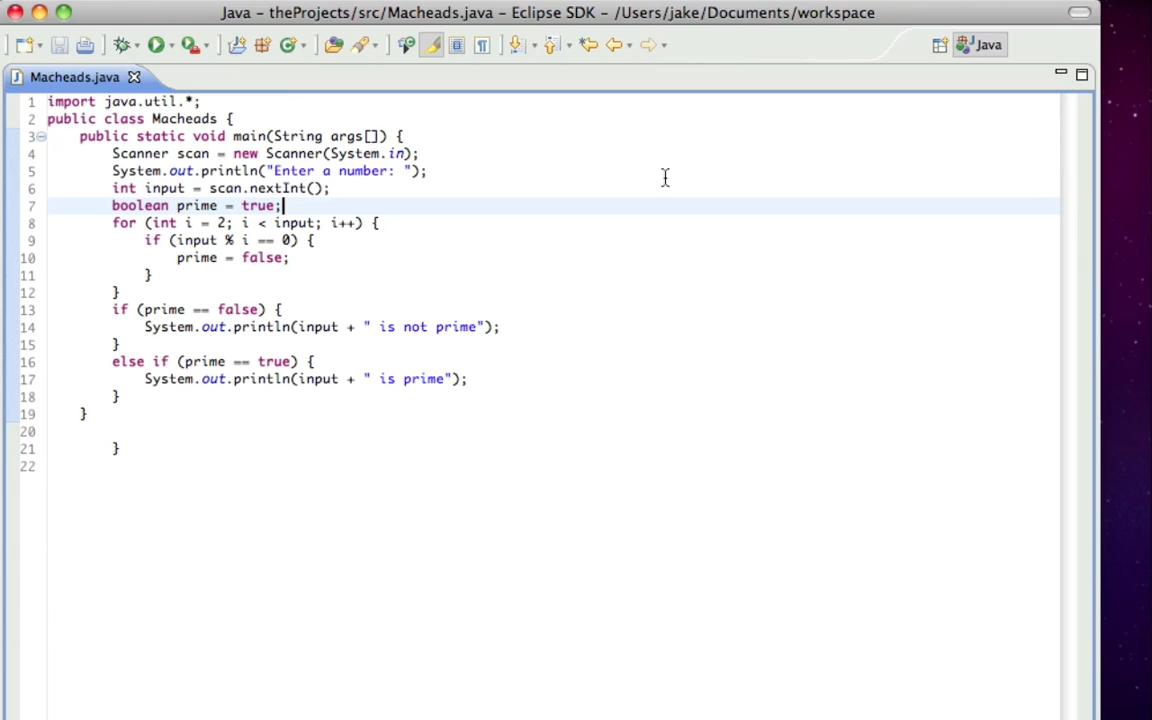 Java - theProjects/src/Macheads.java - Eclipse SDK - /Users/jake/Documents/workspace
Java
Macheads.java
1 import java.util.*;
2 public class Macheads {
3 public static void main(String args[]) {
4 Scanner scan = new Scanner(System.in);
5 System.out.println("Enter a number: ");
6 int input = scan.nextInt();
7 boolean prime = true;
8 for (int i = 2; i < input; i++) {
9 if (input % i == 0) {
10 prime = false;
11 }
12 }
13 if (prime == false) {
14 System.out.println(input + " is not prime");
15 }
16 else if (prime == true) {
17 System.out.println(input + " is prime");
18 }
19 }
20
21 }
22